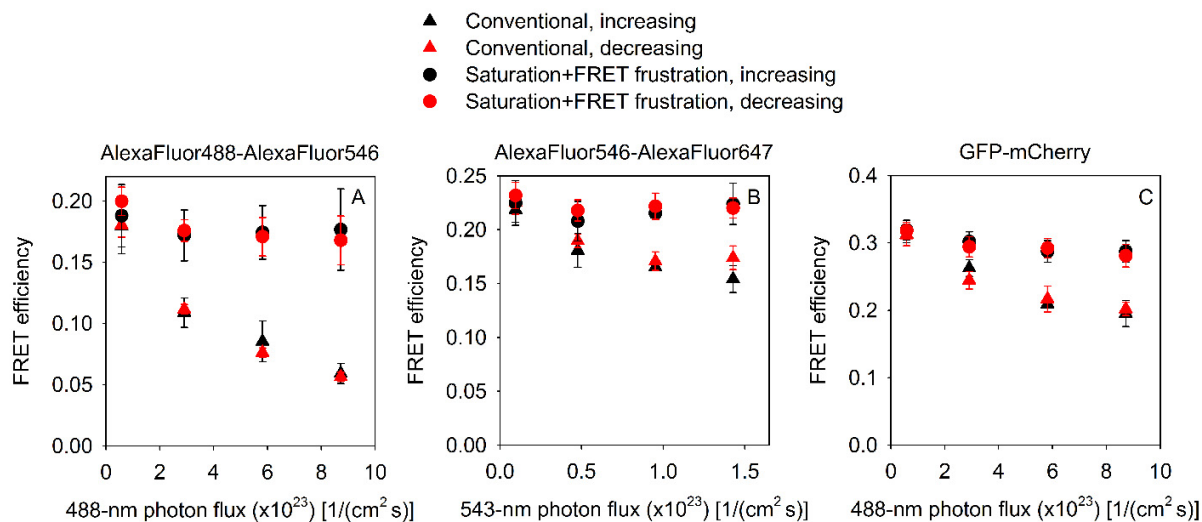 Conventional, increasing
Conventional, decreasing
Saturation+FRET frustration, increasing
Saturation+FRET frustration, decreasing
AlexaFluor488-AlexaFluor546
A
0.20
0.15
0.10
0.05
0.00
FRET efficiency
0 2 4 6 8 10
488-nm photon flux (x10²³) [1/(cm² s)]
AlexaFluor546-AlexaFluor647
B
0.25
0.20
0.15
0.10
0.05
0.00
FRET efficiency
0.0 0.5 1.0 1.5
543-nm photon flux (x10²³) [1/(cm² s)]
GFP-mCherry
C
0.4
0.3
0.2
0.1
0.0
FRET efficiency
0 2 4 6 8 10
488-nm photon flux (x10²³) [1/(cm² s)]